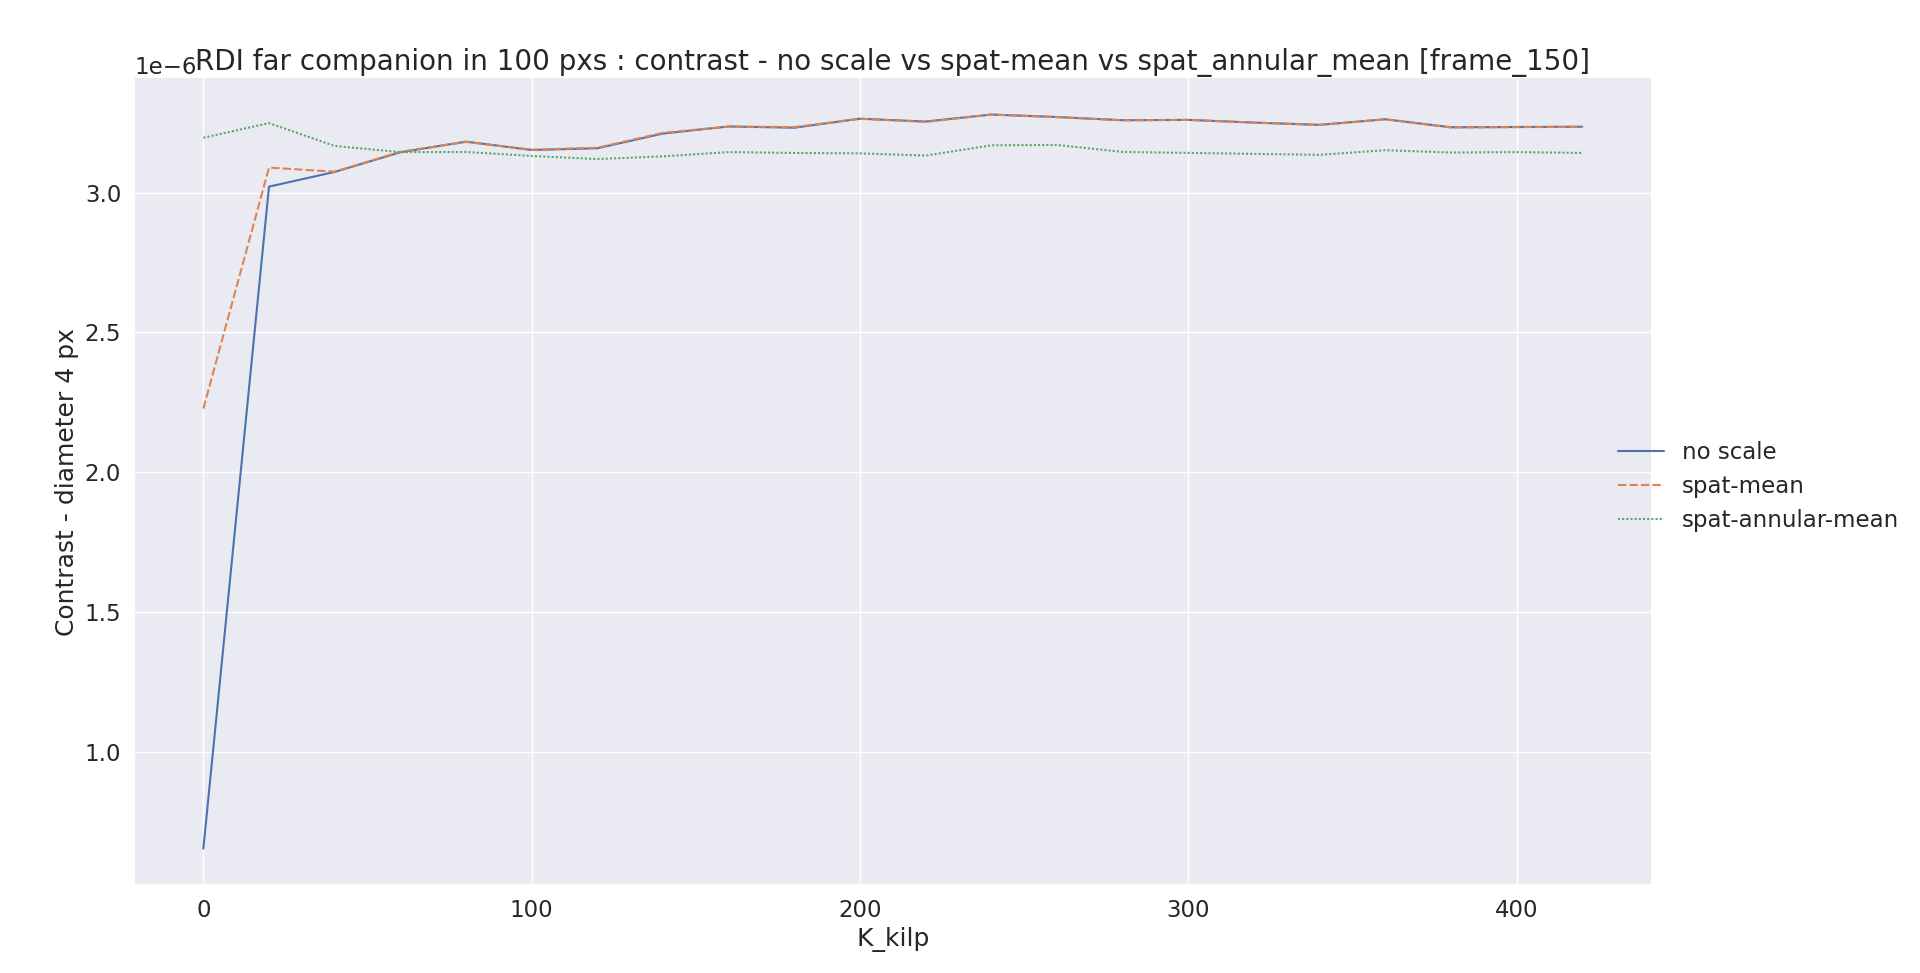 RDI far companion in 100 pxs : contrast - no scale vs spat-mean vs spat_annular_mean [frame_150]
1e−6
3.0
2.5
2.0
1.5
1.0
Contrast - diameter 4 px
0 100 200 300 400
K_kilp
no scale
spat-mean
spat-annular-mean